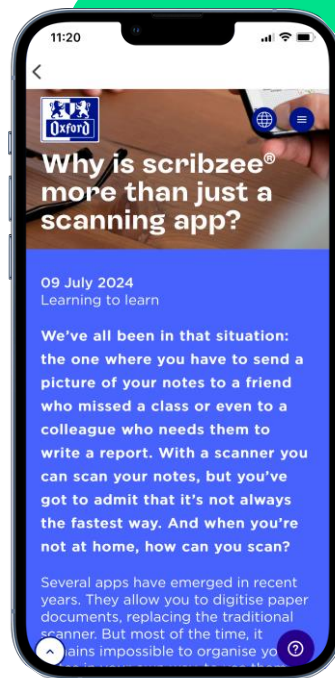 11:20
Oxford
Why is scribzee®
more than just a
scanning app?
09 July 2024
Learning to learn
We’ve all been in that situation:
the one where you have to send a
picture of your notes to a friend
who missed a class or even to a
colleague who needs them to
write a report. With a scanner you
can scan your notes, but you’ve
got to admit that it’s not always
the fastest way. And when you’re
not at home, how can you scan?
Several apps have emerged in recent
years. They allow you to digitise paper
documents, replacing the traditional
scanner. But most of the time, it
impossible to organise